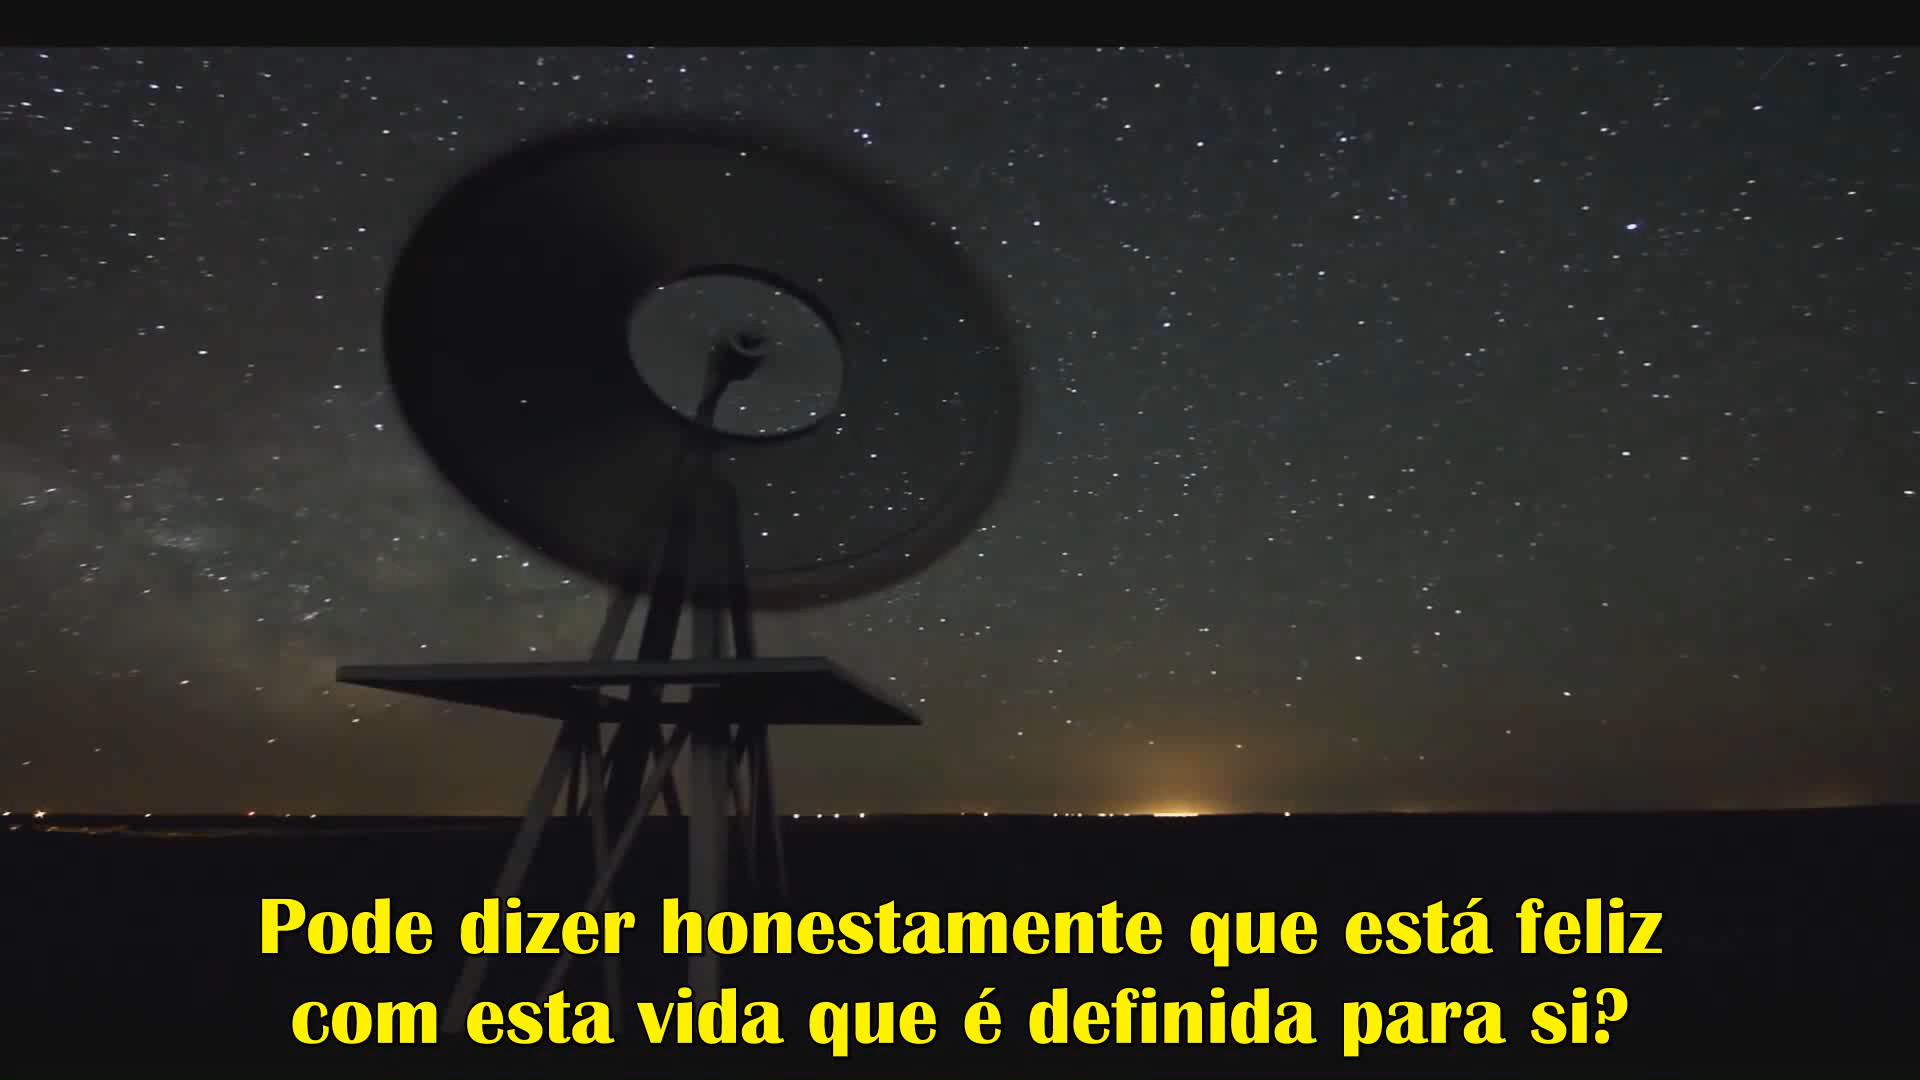 Pode dizer honestamente que está feliz
com esta vida que é definida para si?